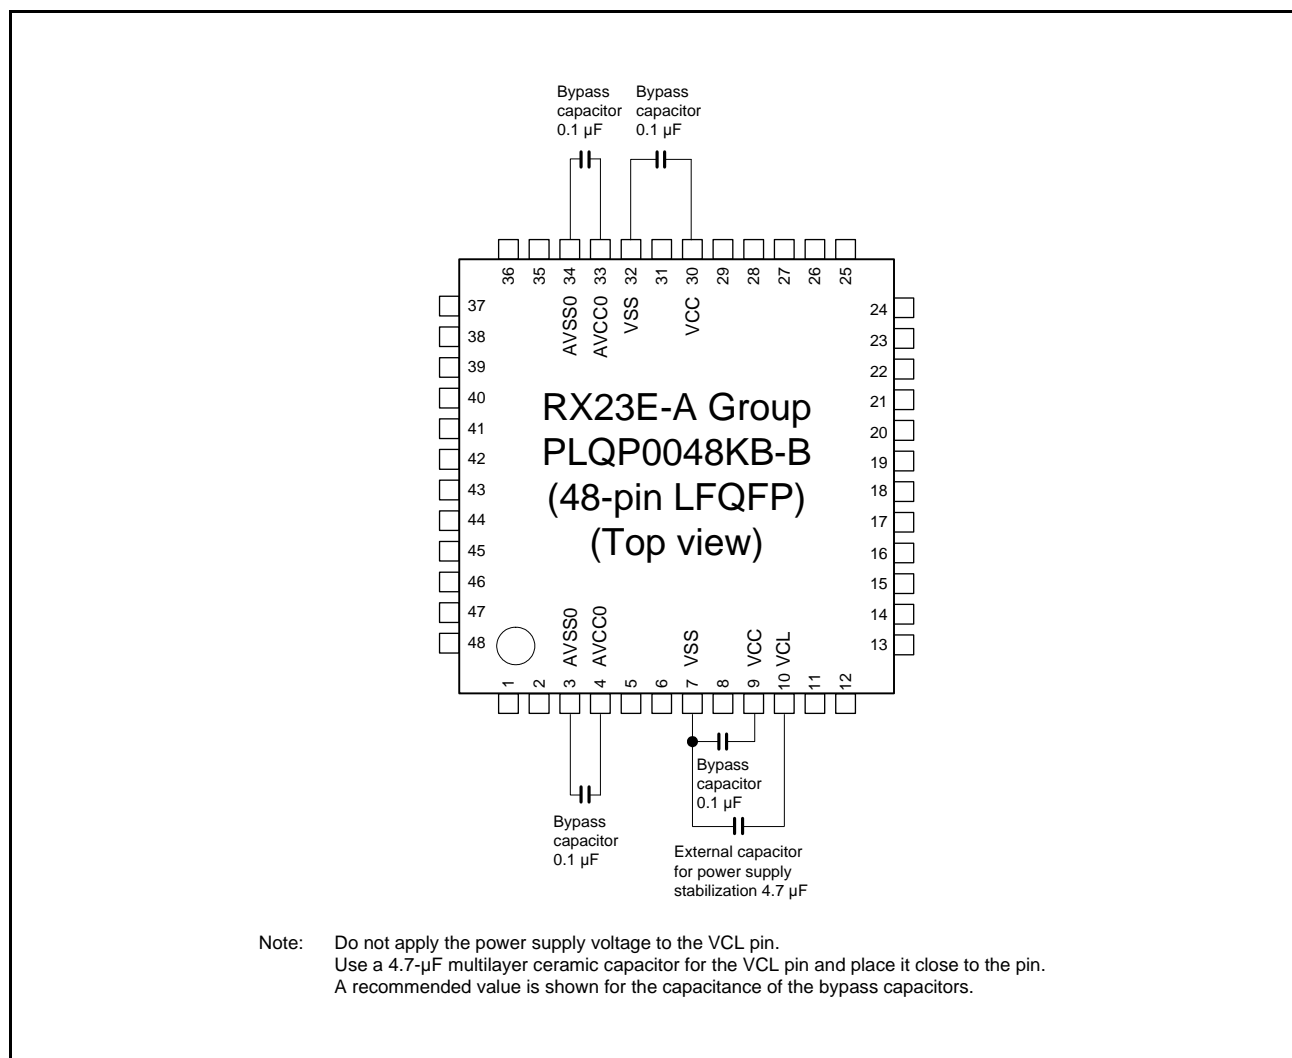 Bypass
capacitor
0.1 µF
Bypass
capacitor
0.1 µF
36
35
34
33
32
31
30
29
28
27
26
25
AVSS0
AVCC0
VSS
VCC
37
38
39
40
41
42
43
44
45
46
47
48
24
23
22
21
20
19
18
17
16
15
14
13
RX23E-A Group
PLQP0048KB-B
(48-pin LFQFP)
(Top view)
AVSS0
AVCC0
VSS
VCC
VCL
1
2
3
4
5
6
7
8
9
10
11
12
Bypass
capacitor
0.1 µF
Bypass
capacitor
0.1 µF
External capacitor
for power supply
stabilization 4.7 µF
Note: Do not apply the power supply voltage to the VCL pin.
Use a 4.7-µF multilayer ceramic capacitor for the VCL pin and place it close to the pin.
A recommended value is shown for the capacitance of the bypass capacitors.